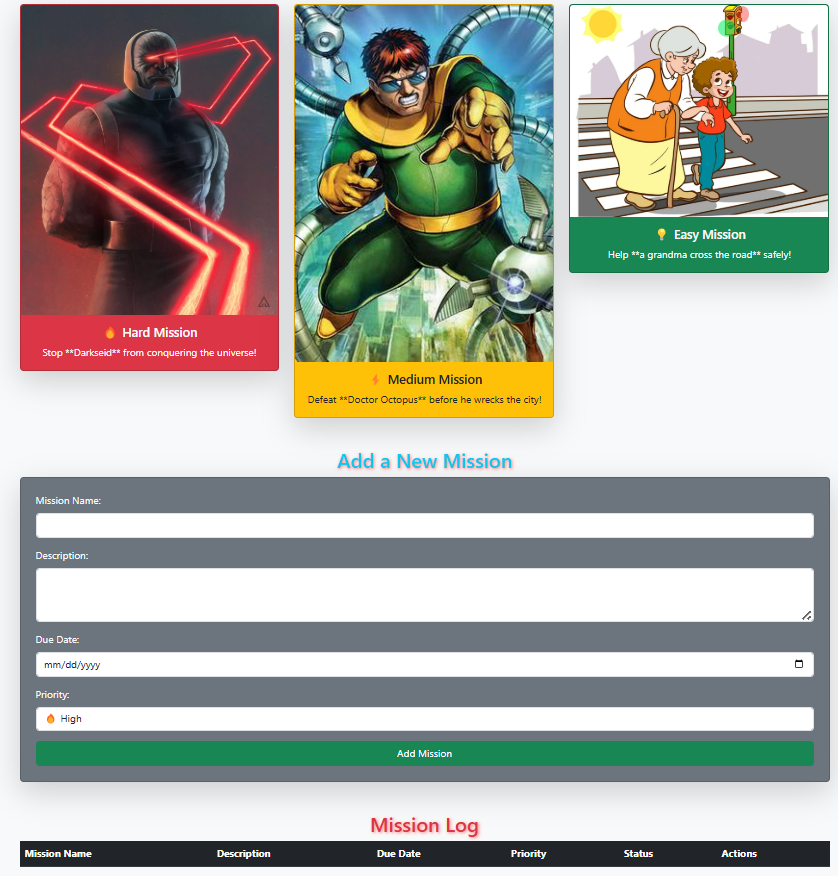 🔥 Hard Mission
Stop **Darkseid** from conquering the universe!
⚡ Medium Mission
Defeat **Doctor Octopus** before he wrecks the city!
💡 Easy Mission
Help **a grandma cross the road** safely!
Add a New Mission
Mission Name:
Description:
Due Date:
mm/dd/yyyy
Priority:
🔥 High
Add Mission
Mission Log
Mission Name Description Due Date Priority Status Actions